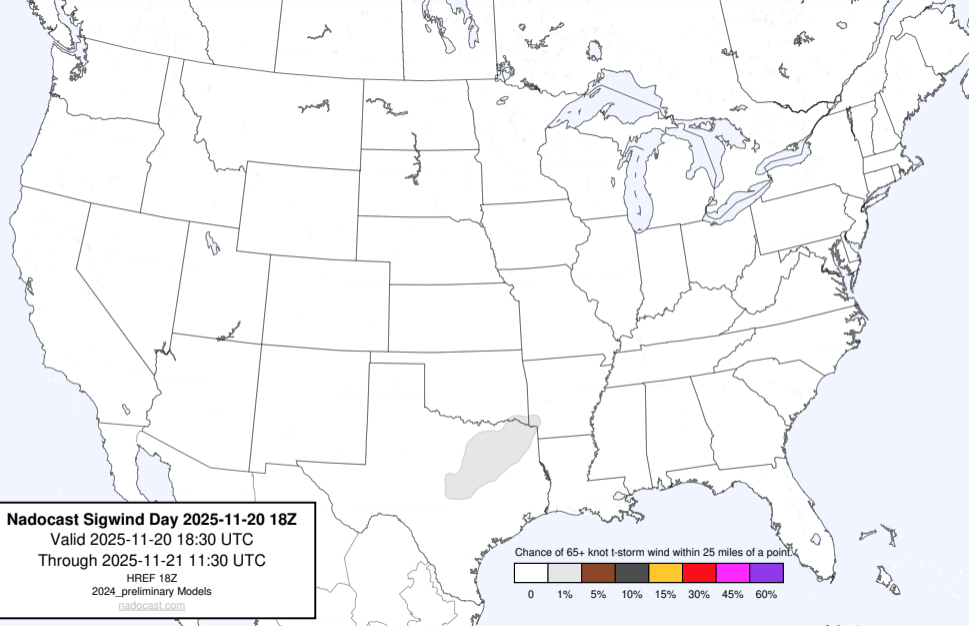 Nadocast Sigwind Day 2025-11-20 18Z
Valid 2025-11-20 18:30 UTC
Through 2025-11-21 11:30 UTC
HREF 18Z
2024_preliminary Models
nadocast.com
Chance of 65+ knot t-storm wind within 25 miles of a point.
0 1% 5% 10% 15% 30% 45% 60%